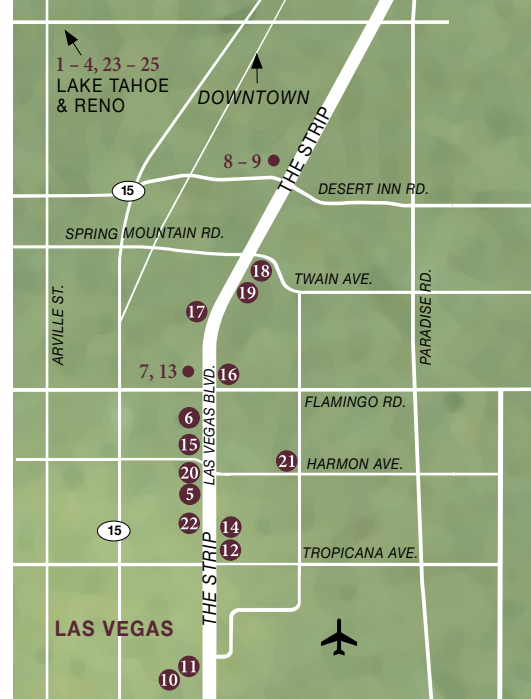 1 – 4, 23 – 25
LAKE TAHOE
& RENO
DOWNTOWN
8 – 9
THE STRIP
15
DESERT INN RD.
SPRING MOUNTAIN RD.
18
TWAIN AVE.
19
17
ARVILLE ST.
PARADISE RD.
7, 13
16
LAS VEGAS BLVD.
FLAMINGO RD.
6
15
21
HARMON AVE.
20
5
22
14
15
12
THE STRIP
TROPICANA AVE.
LAS VEGAS
11
10